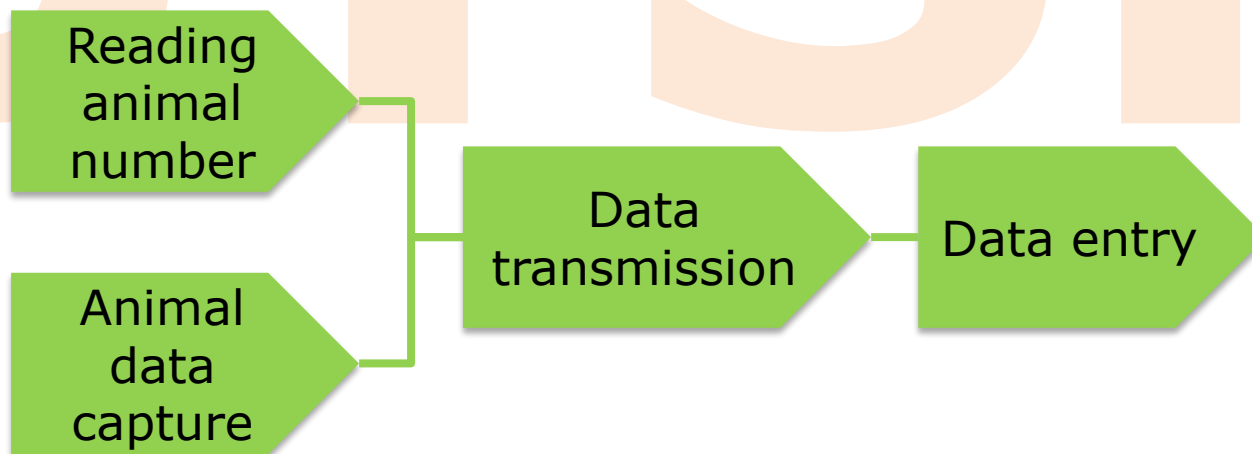 Reading
animal
number
Animal
data
capture
Data
transmission
Data entry